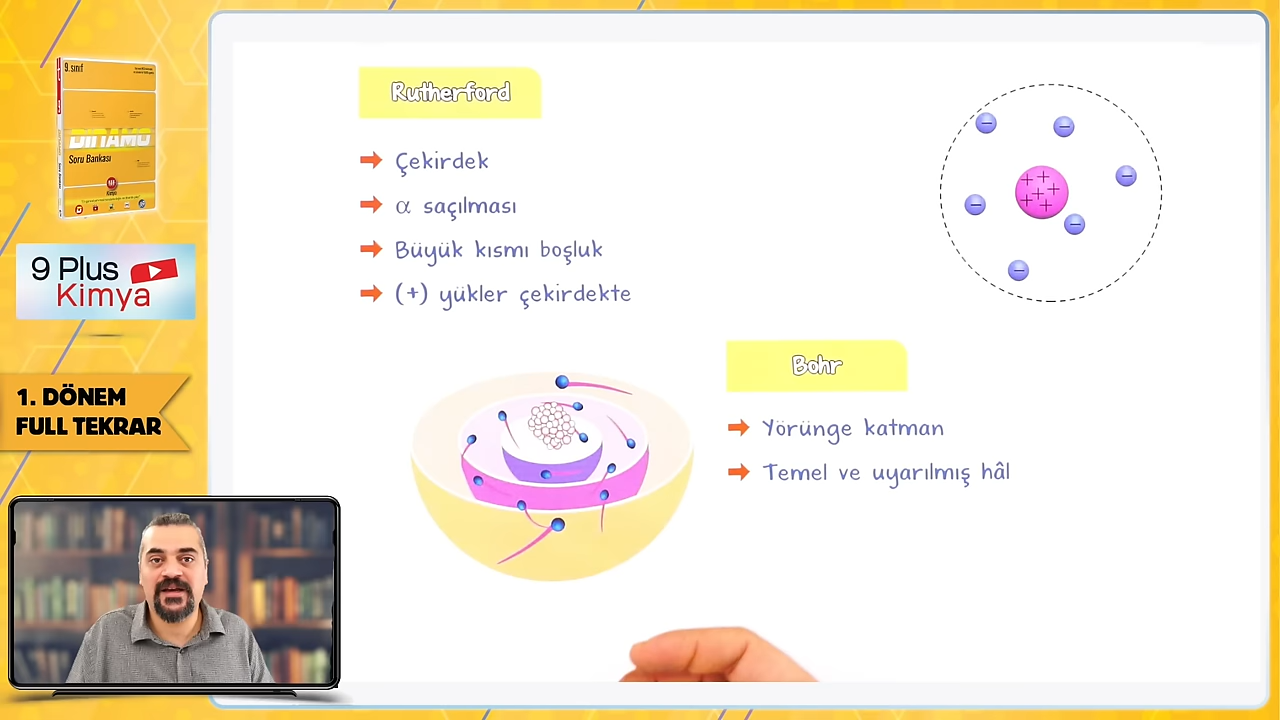 9.sınıf
DİNAMO
Soru Bankası
Kimya
9 Plus
Kimya
1. DÖNEM
FULL TEKRAR
Rutherford
Çekirdek
α saçılması
Büyük kısmı boşluk
(+) yükler çekirdekte
Bohr
Yörünge katman
Temel ve uyarılmış hâl